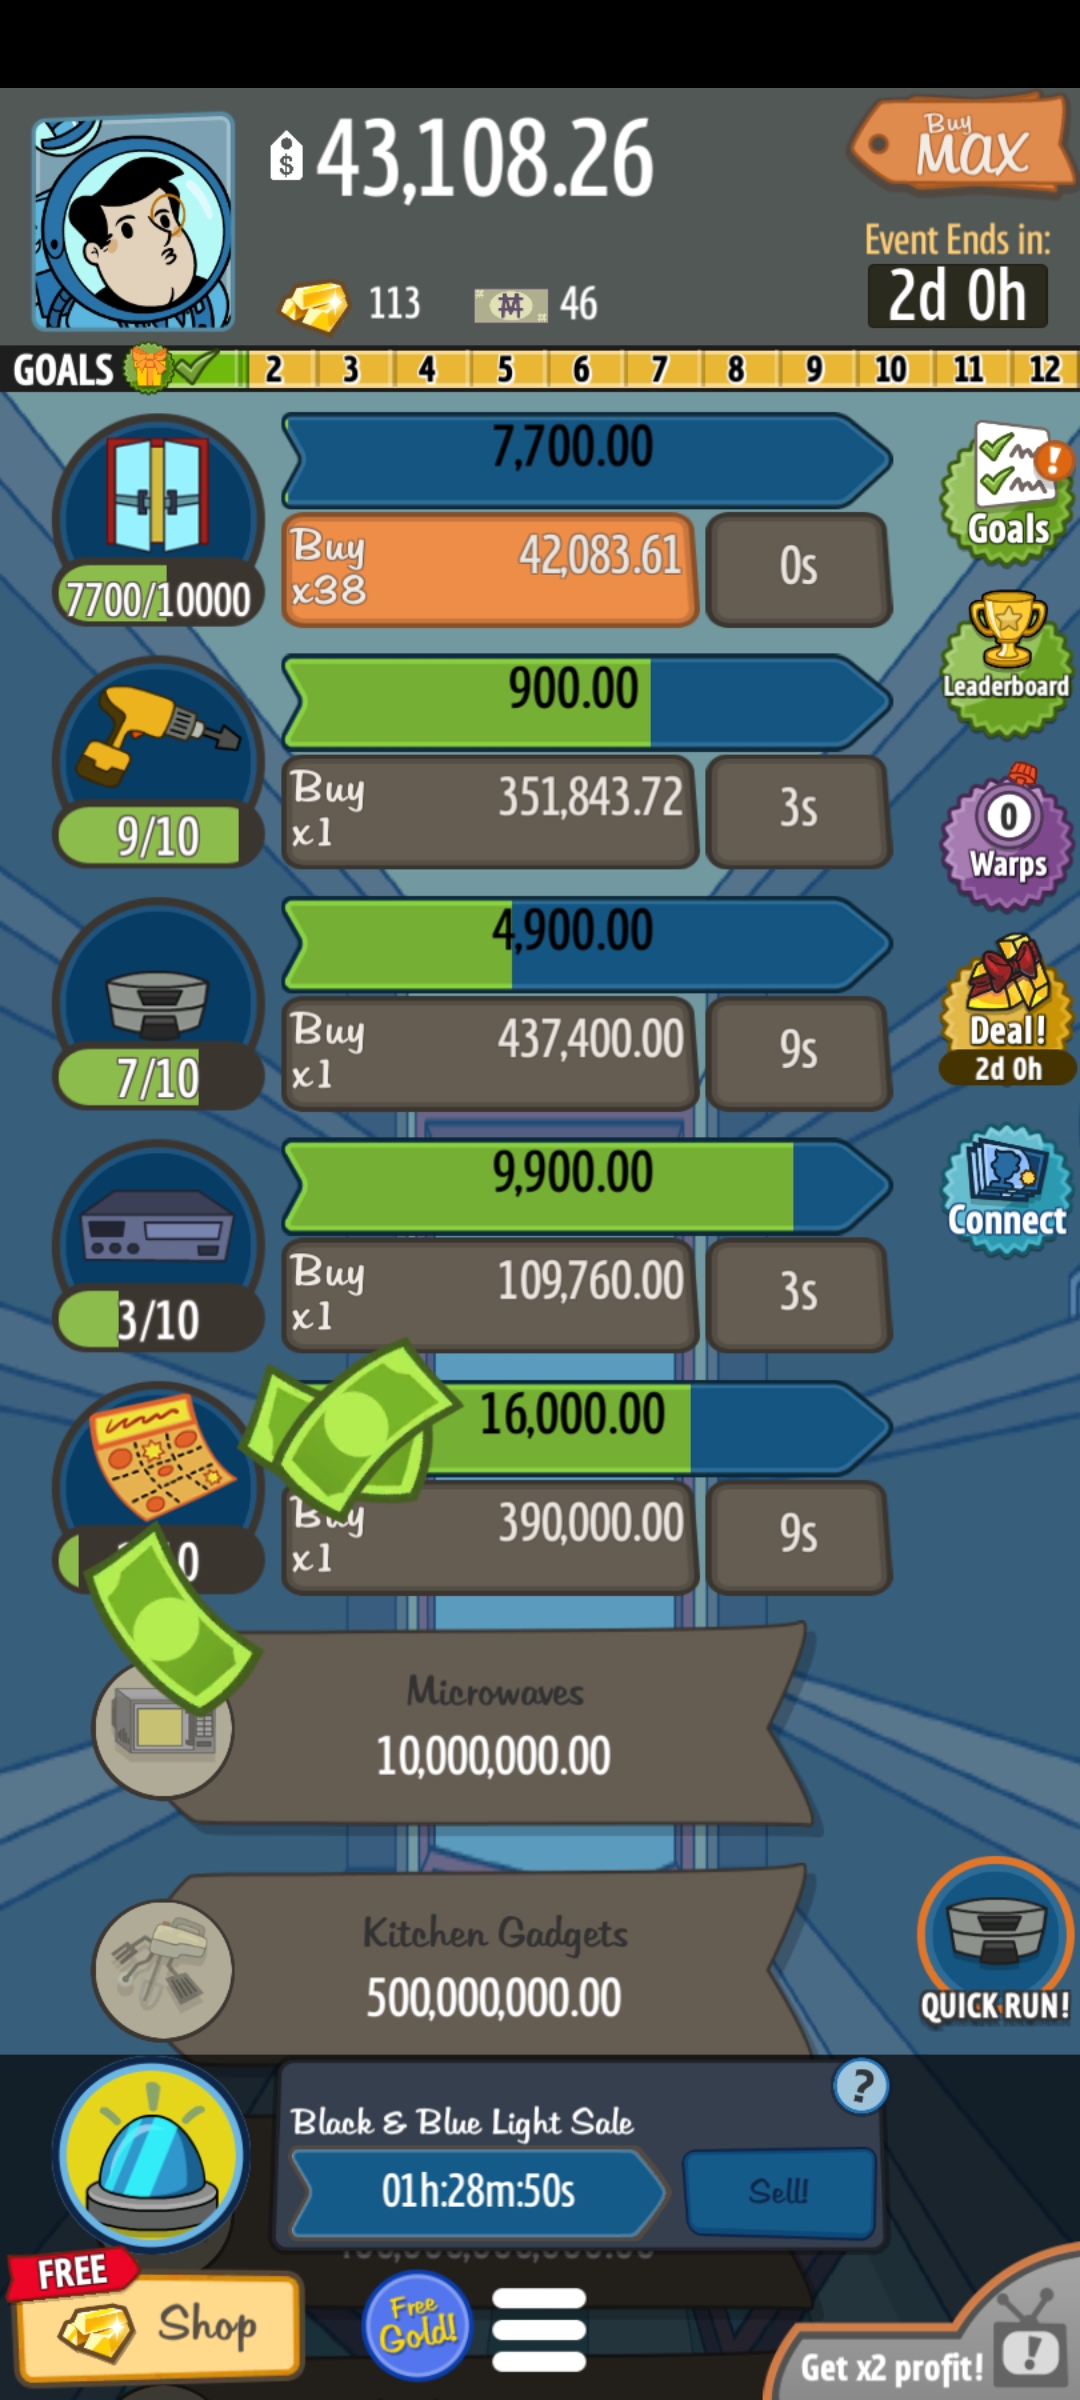 43,108.26
Buy
MAX
113
46
Event Ends in:
2d 0h
GOALS 2 3 4 5 6 7 8 9 10 11 12
7,700.00
7700/10000
Buy
x38
42,083.61
0s
Goals
900.00
9/10
Buy
x1
351,843.72
3s
Leaderboard
4,900.00
7/10
Buy
x1
437,400.00
9s
0
Warps
9,900.00
3/10
Buy
x1
109,760.00
3s
Deal!
2d 0h
Connect
16,000.00
Buy
x1
390,000.00
9s
Microwaves
10,000,000.00
Kitchen Gadgets
500,000,000.00
QUICK RUN!
Black & Blue Light Sale
?
01h:28m:50s
Sell!
FREE
Shop
Free
Gold!
Get x2 profit!